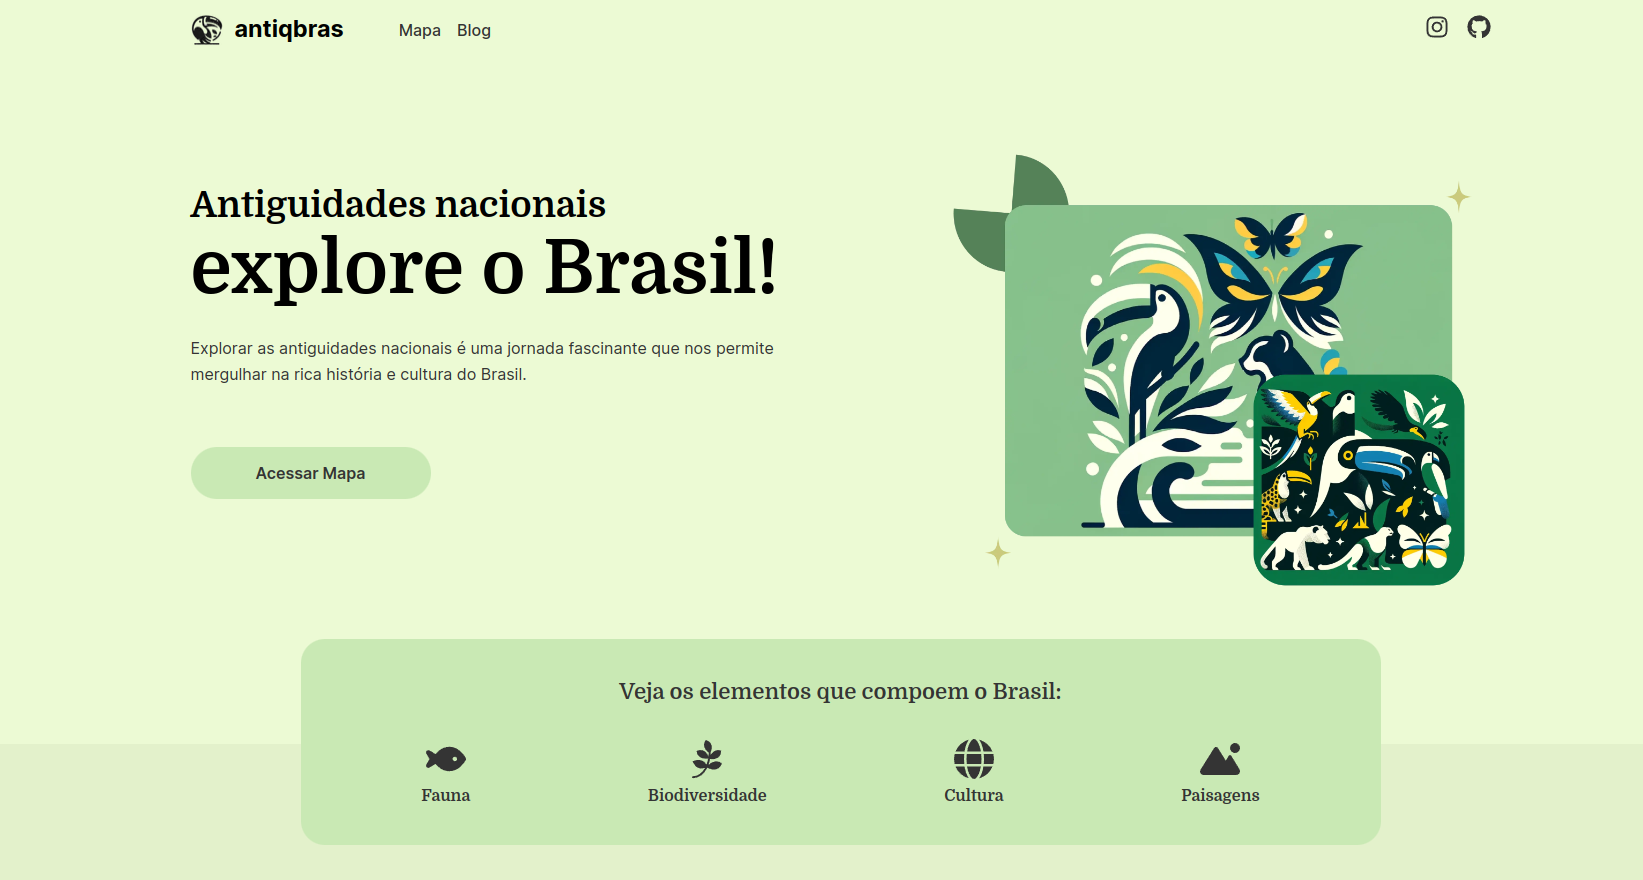 antiqbras
Mapa
Blog
Antiguidades nacionais
explore o Brasil!
Explorar as antiguidades nacionais é uma jornada fascinante que nos permite
mergulhar na rica história e cultura do Brasil.
Acessar Mapa
Veja os elementos que compoem o Brasil:
Fauna
Biodiversidade
Cultura
Paisagens